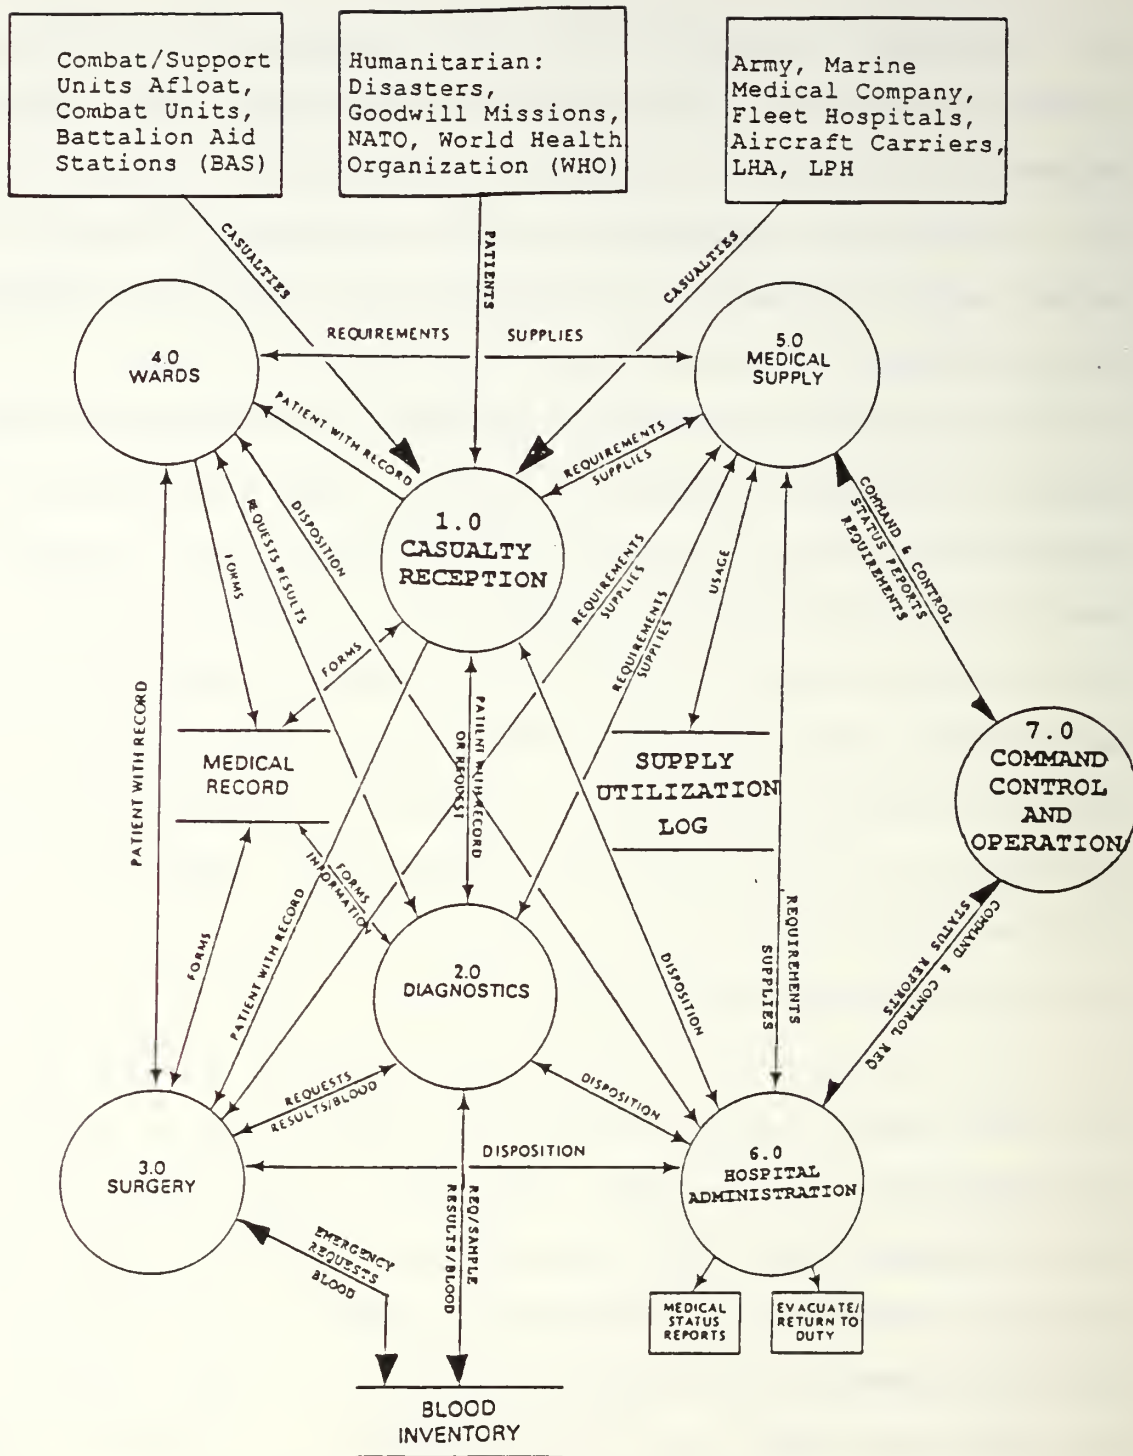 Combat/Support
Units Afloat,
Combat Units,
Battalion Aid
Stations (BAS)
Humanitarian:
Disasters,
Goodwill Missions,
NATO, World Health
Organization (WHO)
Army, Marine
Medical Company,
Fleet Hospitals,
Aircraft Carriers,
LHA, LPH
CASUALTIES
PATIENTS
CASUALTIES
REQUIREMENTS
SUPPLIES
4.0
WARDS
5.0
MEDICAL
SUPPLY
PATIENT WITH RECORD
REQUIREMENTS
SUPPLIES
1.0
CASUALTY
RECEPTION
FORMS
REQUESTS RESULTS
DISPOSITION
REQUIREMENTS
SUPPLIES
REQUIREMENTS
SUPPLIES
USAGE
COMMAND & CONTROL
STATUS REPORTS
REQUIREMENTS
FORMS
PATIENT WITH RECORD
PATIENT WITH RECORD
OR REQUEST
MEDICAL
RECORD
SUPPLY
UTILIZATION
LOG
7.0
COMMAND
CONTROL
AND
OPERATION
FORMS
INFORMATION
FORMS
PATIENT WITH RECORD
DISPOSITION
REQUIREMENTS
SUPPLIES
COMMAND & CONTROL REQ
STATUS REPORTS
2.0
DIAGNOSTICS
REQUESTS
RESULTS/BLOOD
DISPOSITION
DISPOSITION
3.0
SURGERY
6.0
HOSPITAL
ADMINISTRATION
EMERGENCY
REQUESTS
BLOOD
REQ/SAMPLE
RESULTS/BLOOD
MEDICAL
STATUS
REPORTS
EVACUATE/
RETURN TO
DUTY
BLOOD
INVENTORY